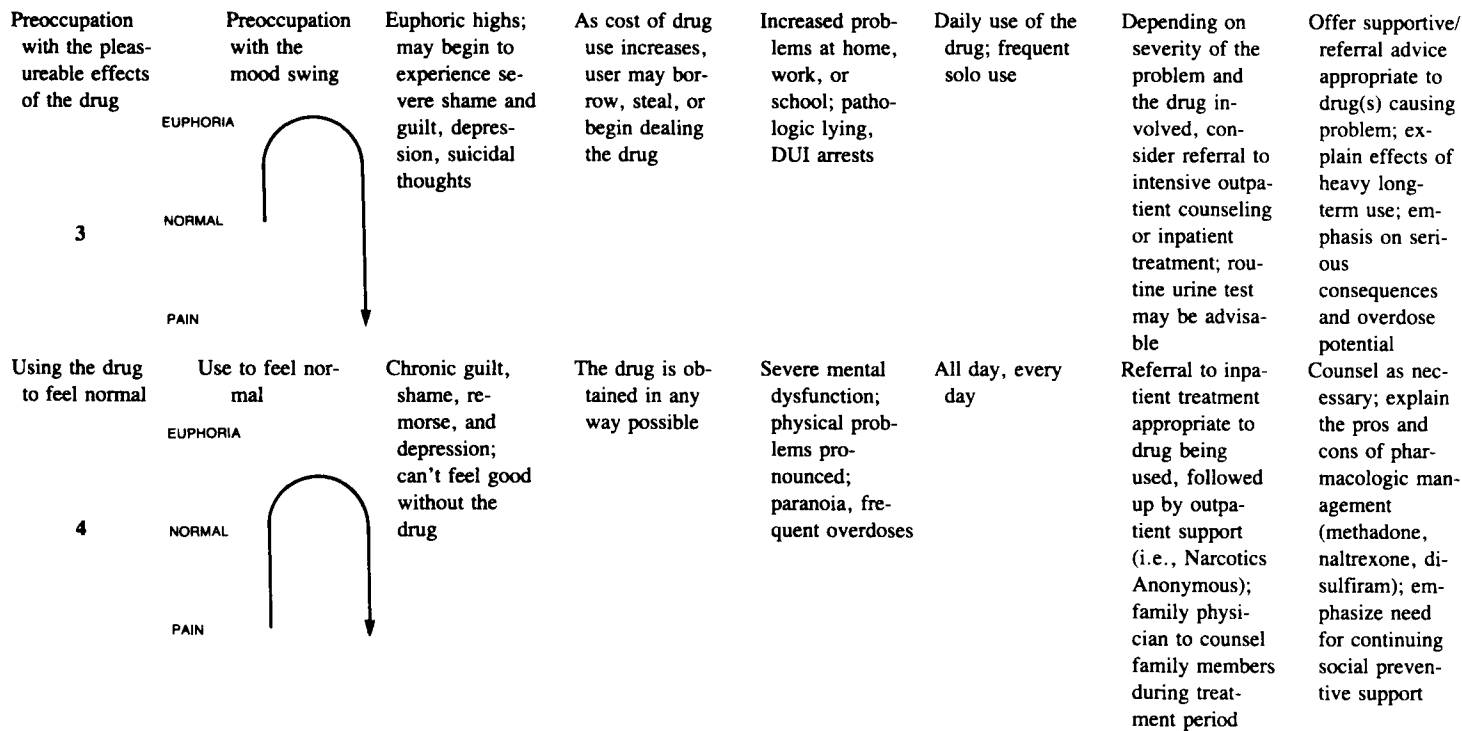 Preoccupation
with the pleas-
ureable effects
of the drug
3
Preoccupation
with the
mood swing
EUPHORIA
NORMAL
PAIN
Euphoric highs;
may begin to
experience se-
vere shame and
guilt, depres-
sion, suicidal
thoughts
As cost of drug
use increases,
user may bor-
row, steal, or
begin dealing
the drug
Increased prob-
lems at home,
work, or
school; patho-
logic lying,
DUI arrests
Daily use of the
drug; frequent
solo use
Depending on
severity of the
problem and
the drug in-
volved, con-
sider referral to
intensive outpa-
tient counseling
or inpatient
treatment; rou-
tine urine test
may be advisa-
ble
Offer supportive/
referral advice
appropriate to
drug(s) causing
problem; ex-
plain effects of
heavy long-
term use; em-
phasis on seri-
ous
consequences
and overdose
potential
Using the drug
to feel normal
4
Use to feel nor-
mal
EUPHORIA
NORMAL
PAIN
Chronic guilt,
shame, re-
morse, and
depression;
can't feel good
without the
drug
The drug is ob-
tained in any
way possible
Severe mental
dysfunction;
physical prob-
lems pro-
nounced;
paranoia, fre-
quent overdoses
All day, every
day
Referral to inpa-
tient treatment
appropriate to
drug being
used, followed
up by outpa-
tient support
(i.e., Narcotics
Anonymous);
family physi-
cian to counsel
family members
during treat-
ment period
Counsel as nec-
essary; explain
the pros and
cons of phar-
macologic man-
agement
(methadone,
naltrexone, di-
sulfiram); em-
phasize need
for continuing
social preven-
tive support